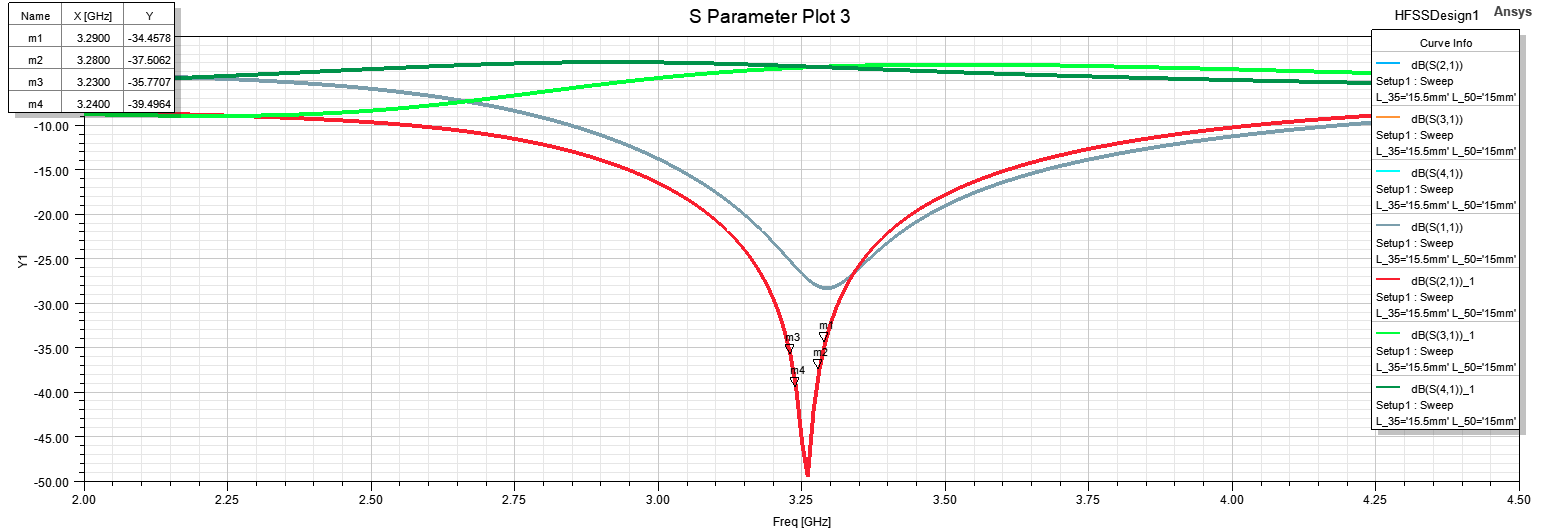 S Parameter Plot 3
HFSSDesign1
Ansys
Name X [GHz] Y
m1 3.2900 -34.4578
m2 3.2800 -37.5062
m3 3.2300 -35.7707
m4 3.2400 -39.4964
Curve Info
dB(S(2,1))
Setup1 : Sweep
L_35='15.5mm' L_50='15mm'
dB(S(3,1))
Setup1 : Sweep
L_35='15.5mm' L_50='15mm'
dB(S(4,1))
Setup1 : Sweep
L_35='15.5mm' L_50='15mm'
dB(S(1,1))
Setup1 : Sweep
L_35='15.5mm' L_50='15mm'
dB(S(2,1))_1
Setup1 : Sweep
L_35='15.5mm' L_50='15mm'
dB(S(3,1))_1
Setup1 : Sweep
L_35='15.5mm' L_50='15mm'
dB(S(4,1))_1
Setup1 : Sweep
L_35='15.5mm' L_50='15mm'
Y1
-10.00
-15.00
-20.00
-25.00
-30.00
-35.00
-40.00
-45.00
-50.00
m1
m3
m2
m4
2.00 2.25 2.50 2.75 3.00 3.25 3.50 3.75 4.00 4.25 4.50
Freq [GHz]